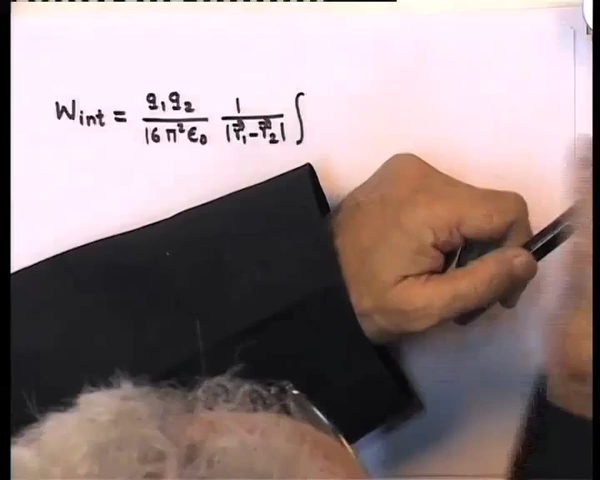 W_int = q₁q₂ / 16π²ε₀ 1 / |r⃗₁ - r⃗₂| ∫